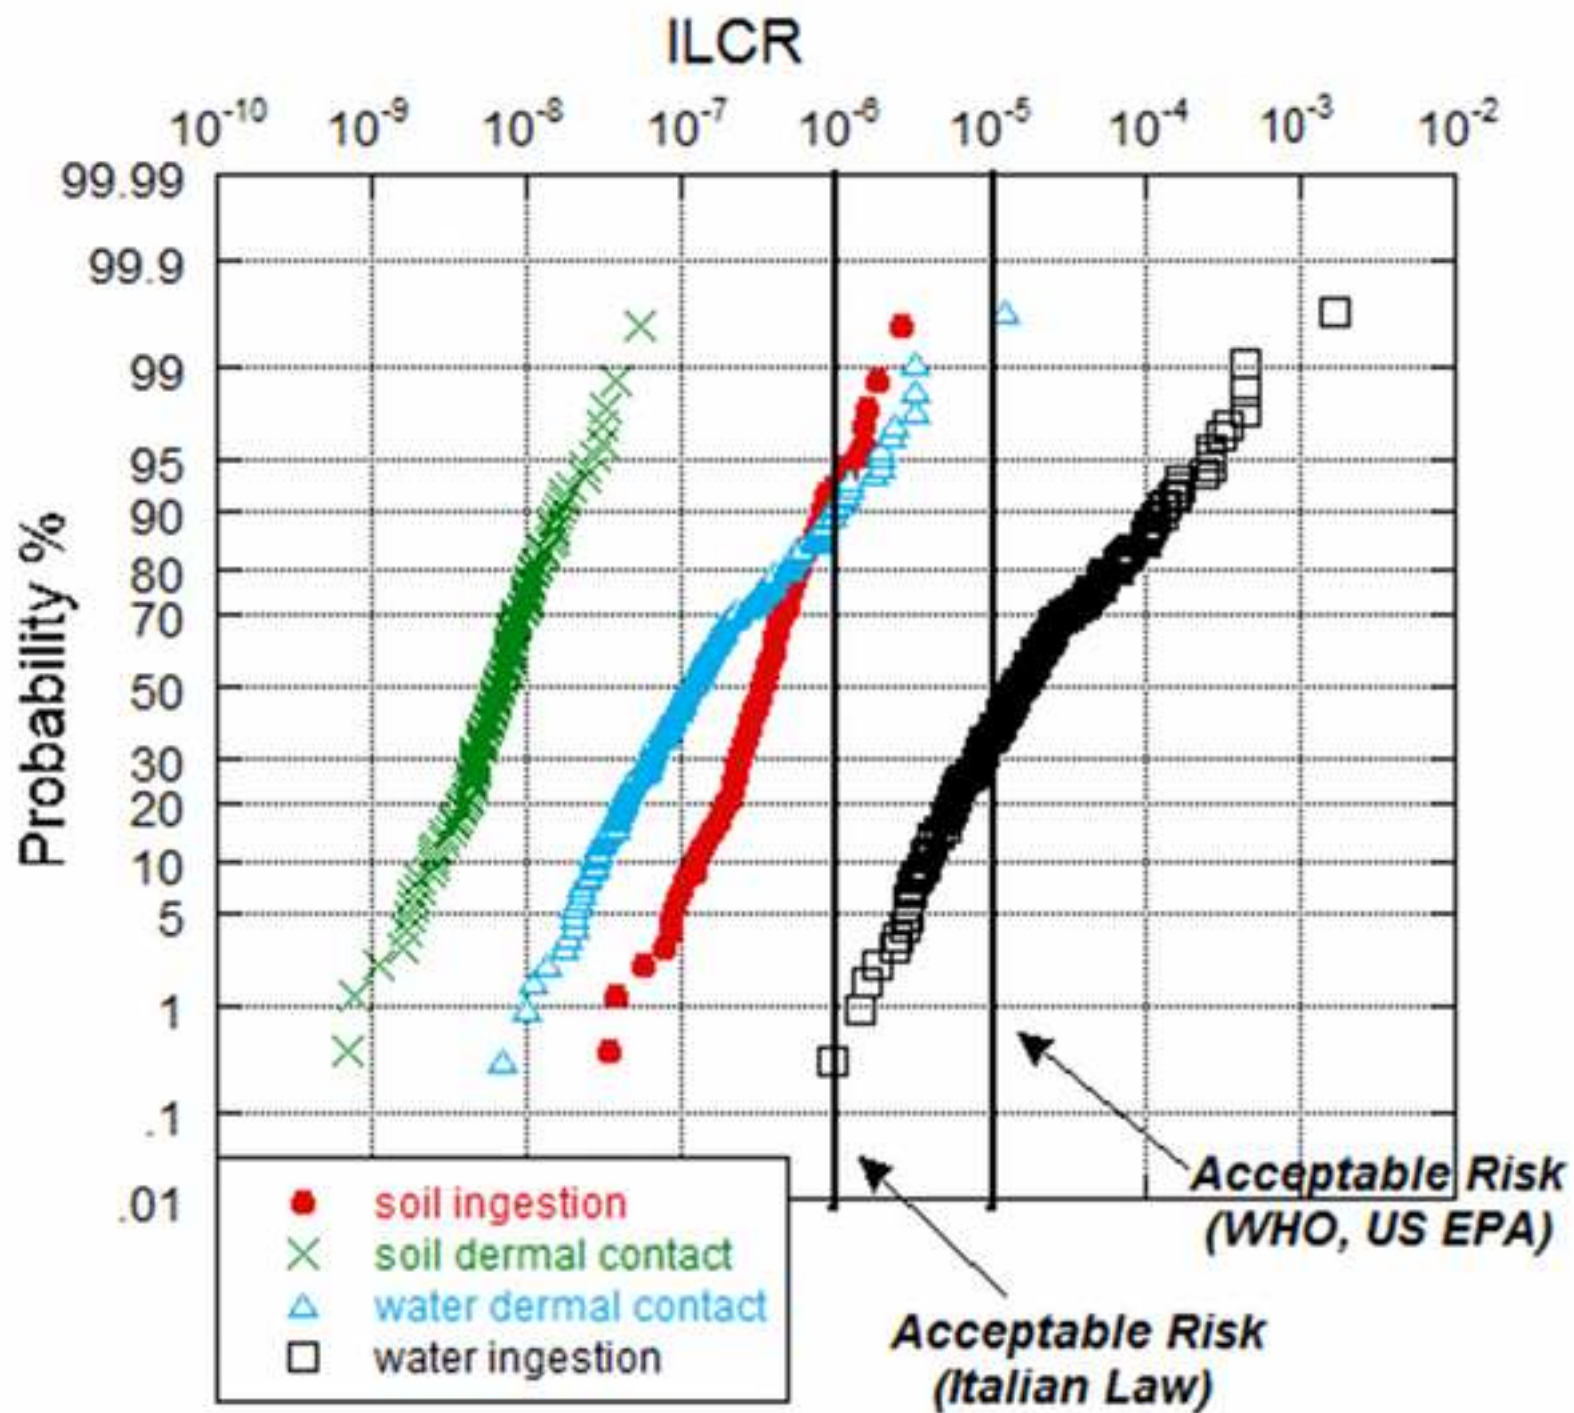 ILCR
10⁻¹⁰ 10⁻⁹ 10⁻⁸ 10⁻⁷ 10⁻⁶ 10⁻⁵ 10⁻⁴ 10⁻³ 10⁻²
Probability %
99.99
99.9
99
95
90
80
70
50
30
20
10
5
1
.1
.01
soil ingestion
soil dermal contact
water dermal contact
water ingestion
Acceptable Risk
(WHO, US EPA)
Acceptable Risk
(Italian Law)